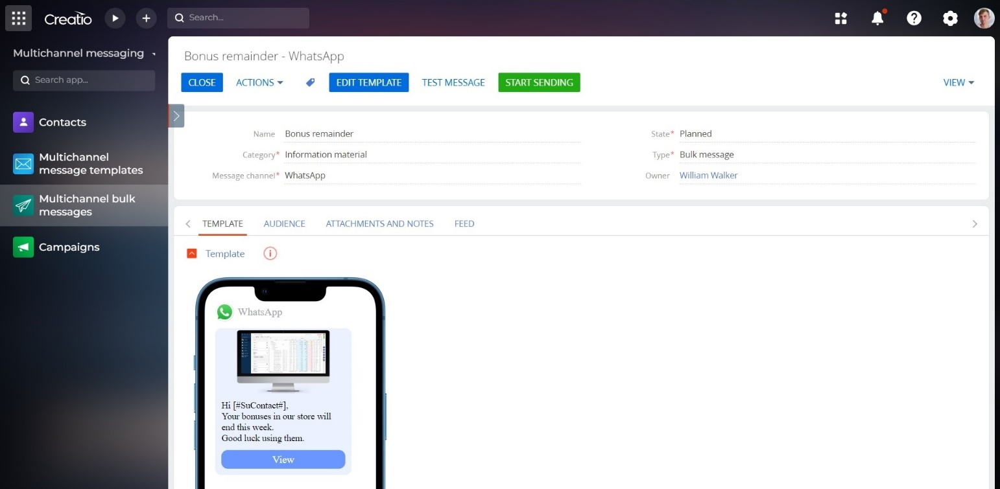 Creatio
Search...
Multichannel messaging
Search app...
Contacts
Multichannel
message templates
Multichannel bulk
messages
Campaigns
Bonus remainder - WhatsApp
CLOSE ACTIONS EDIT TEMPLATE TEST MESSAGE START SENDING VIEW
Name Bonus remainder State* Planned
Category* Information material Type* Bulk message
Message channel* WhatsApp Owner William Walker
TEMPLATE AUDIENCE ATTACHMENTS AND NOTES FEED
Template
WhatsApp
Hi [#SuContact#],
Your bonuses in our store will
end this week.
Good luck using them.
View